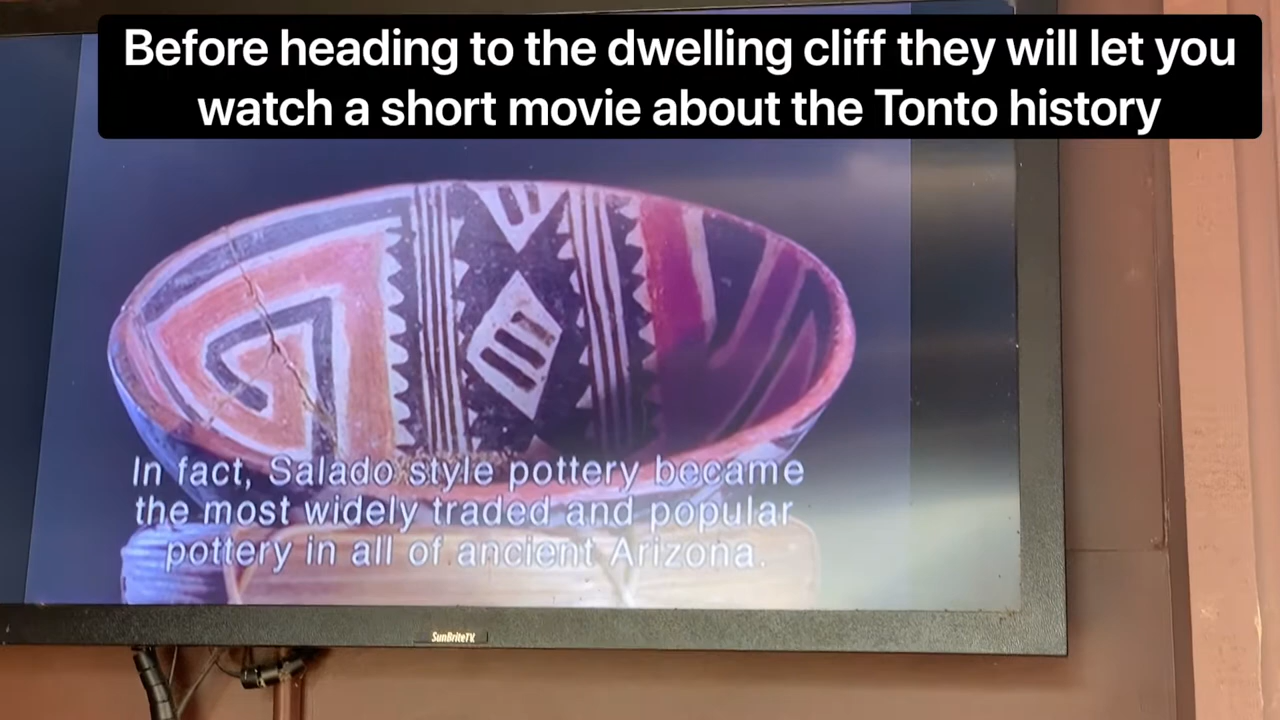 Before heading to the dwelling cliff they will let you
watch a short movie about the Tonto history
In fact, Salado style pottery became
the most widely traded and popular
pottery in all of ancient Arizona.
SunBriteTV